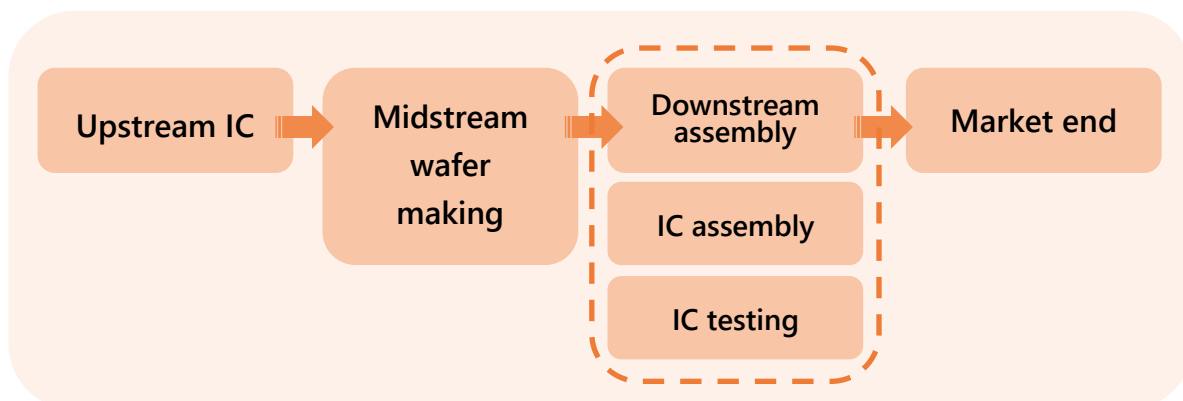 Upstream IC
Midstream
wafer
making
Downstream
assembly
IC assembly
IC testing
Market end